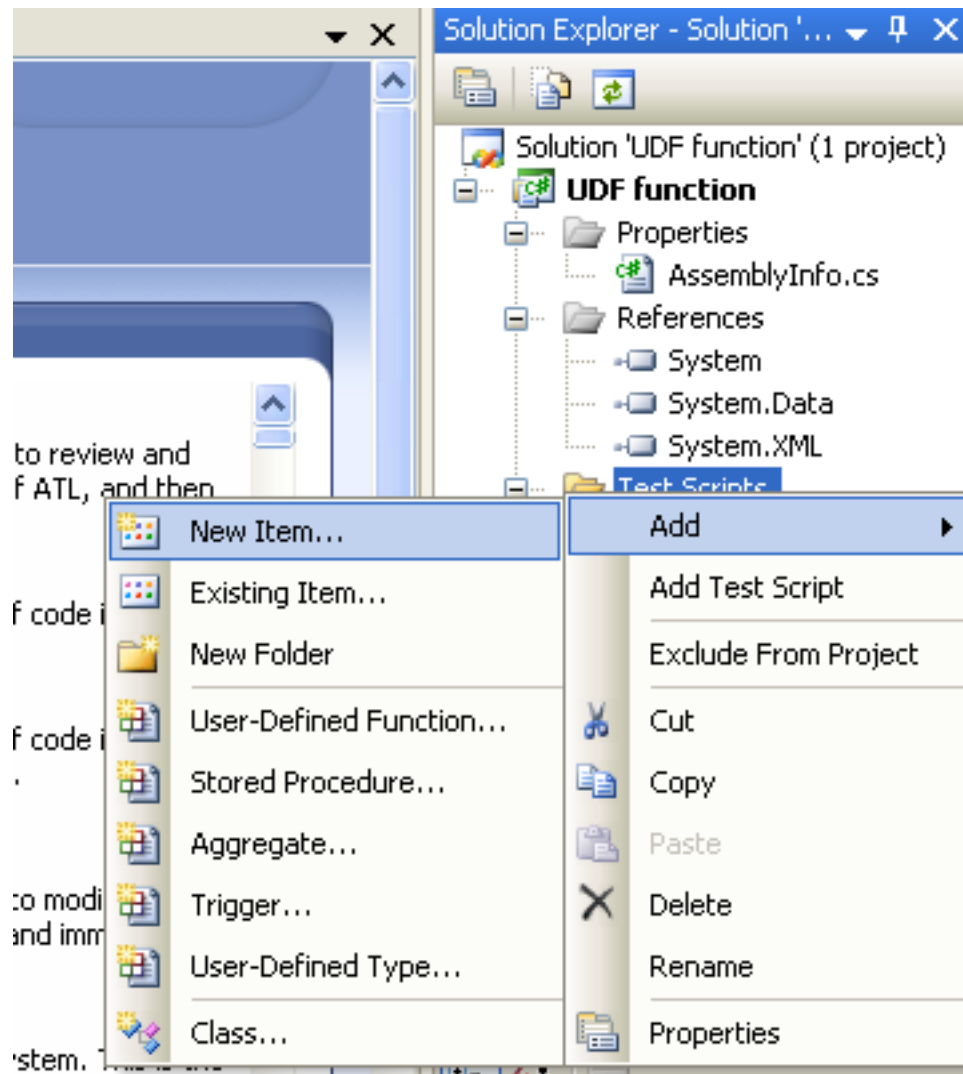 Solution Explorer - Solution '...
Solution 'UDF function' (1 project)
UDF function
Properties
AssemblyInfo.cs
References
System
System.Data
System.XML
Test Scripts
to review and
f ATL, and then
f code i
f code i
.
to modi
and imm
stem. This is the
New Item...
Existing Item...
New Folder
User-Defined Function...
Stored Procedure...
Aggregate...
Trigger...
User-Defined Type...
Class...
Add
Add Test Script
Exclude From Project
Cut
Copy
Paste
Delete
Rename
Properties